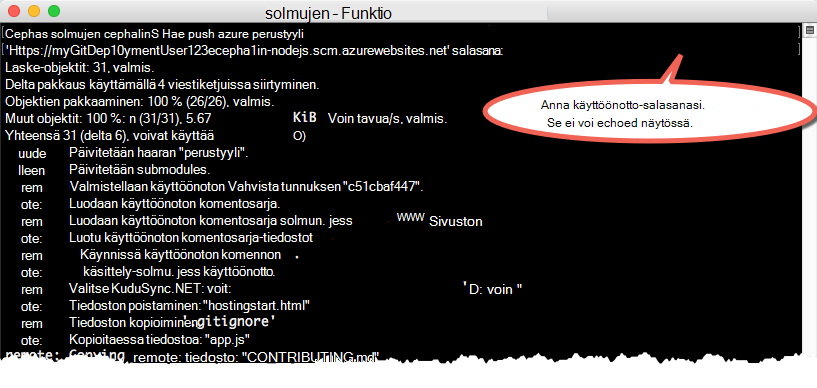 solmujen – Funktio
Cephas solmujen cephalinS Hae push azure perustyyli
'Https://myGitDep10ymentUser123ecepha1in-nodejs.scm.azurewebsites.net' salasana:
Laske-objektit: 31, valmis.
Delta pakkaus käyttämällä 4 viestiketjuissa siirtyminen.
Objektien pakkaaminen: 100 % (26/26), valmis.
Muut objektit: 100 %: n (31/31), 5.67 KiB Voin tavua/s, valmis.
Yhteensä 31 (delta 6), voivat käyttää O)
Anna käyttöönotto-salasanasi.
Se ei voi echoed näytössä.
uude Päivitetään haaran "perustyyli".
lleen Päivitetään submodules.
rem Valmistellaan käyttöönoton Vahvista tunnuksen "c51cbaf447".
ote: Luodaan käyttöönoton komentosarja.
rem Luodaan käyttöönoton komentosarja solmun. jess WWW Sivuston
ote: Luotu käyttöönoton komentosarja-tiedostot
rem Käynnissä käyttöönoton komennon .
ote: käsittely-solmu. jess käyttöönotto.
rem Valitse KuduSync.NET: voit: 'D: voin "
ote: Tiedoston poistaminen: "hostingstart.html"
rem Tiedoston kopioiminen '.gitignore'
ote: Kopioitaessa tiedostoa: "app.js"
remote: Copying remote: tiedosto: "CONTRIBUTING.md"